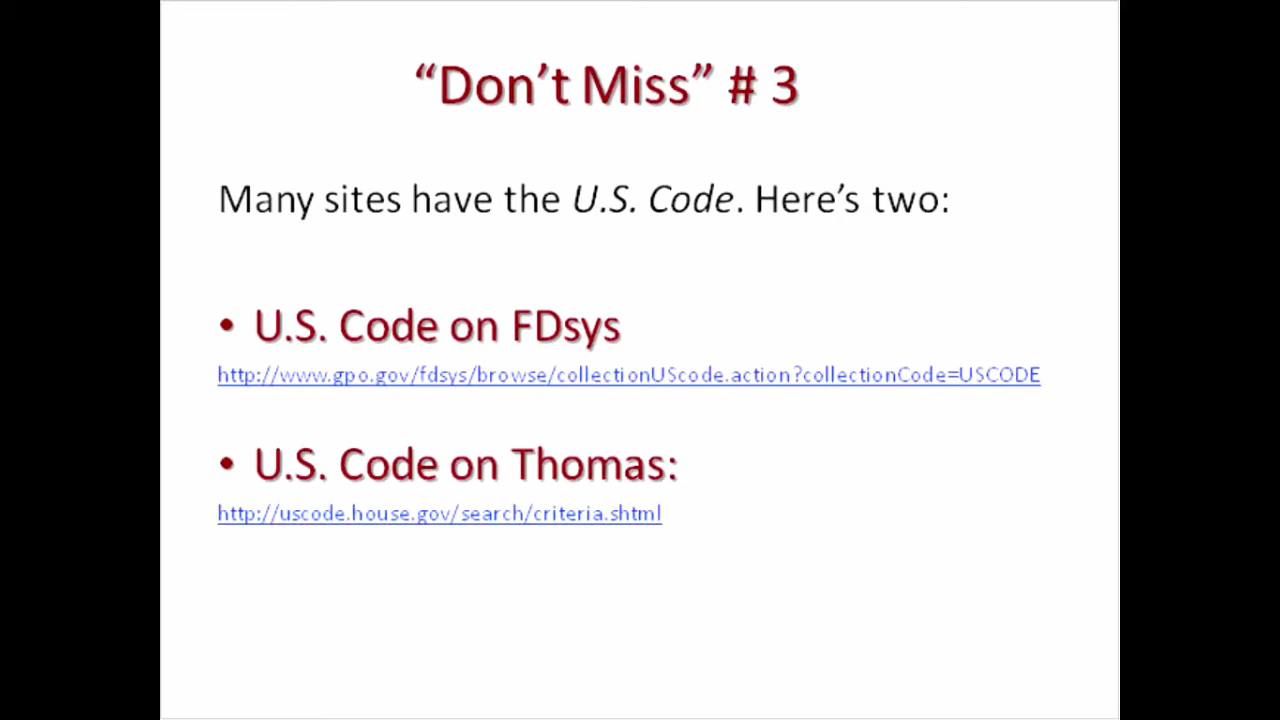 “Don’t Miss” # 3
Many sites have the U.S. Code. Here’s two:
• U.S. Code on FDsys
http://www.gpo.gov/fdsys/browse/collectionUScode.action?collectionCode=USCODE
• U.S. Code on Thomas:
http://uscode.house.gov/search/criteria.shtml